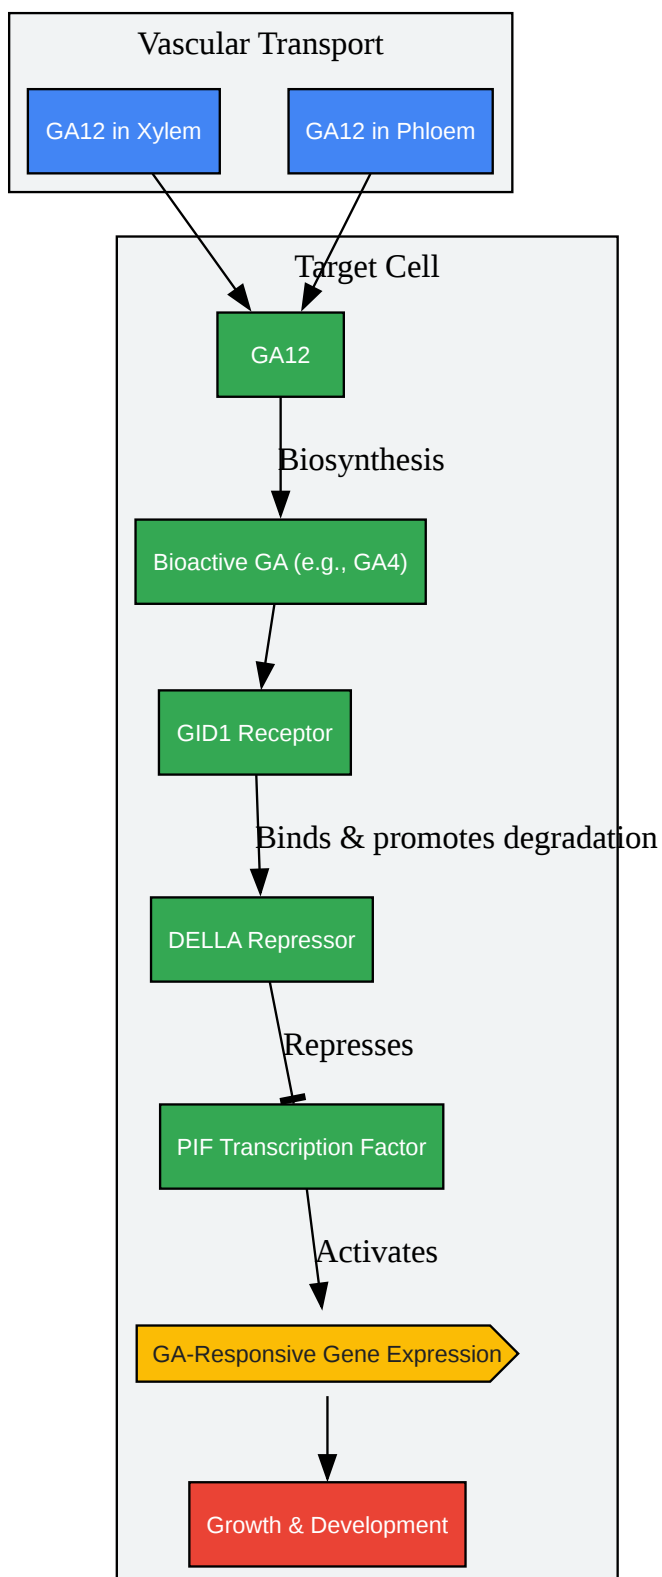 Vascular Transport
GA12 in Xylem
GA12 in Phloem
Target Cell
GA12
Biosynthesis
Bioactive GA (e.g., GA4)
GID1 Receptor
Binds & promotes degradation
DELLA Repressor
Represses
PIF Transcription Factor
Activates
GA-Responsive Gene Expression
Growth & Development